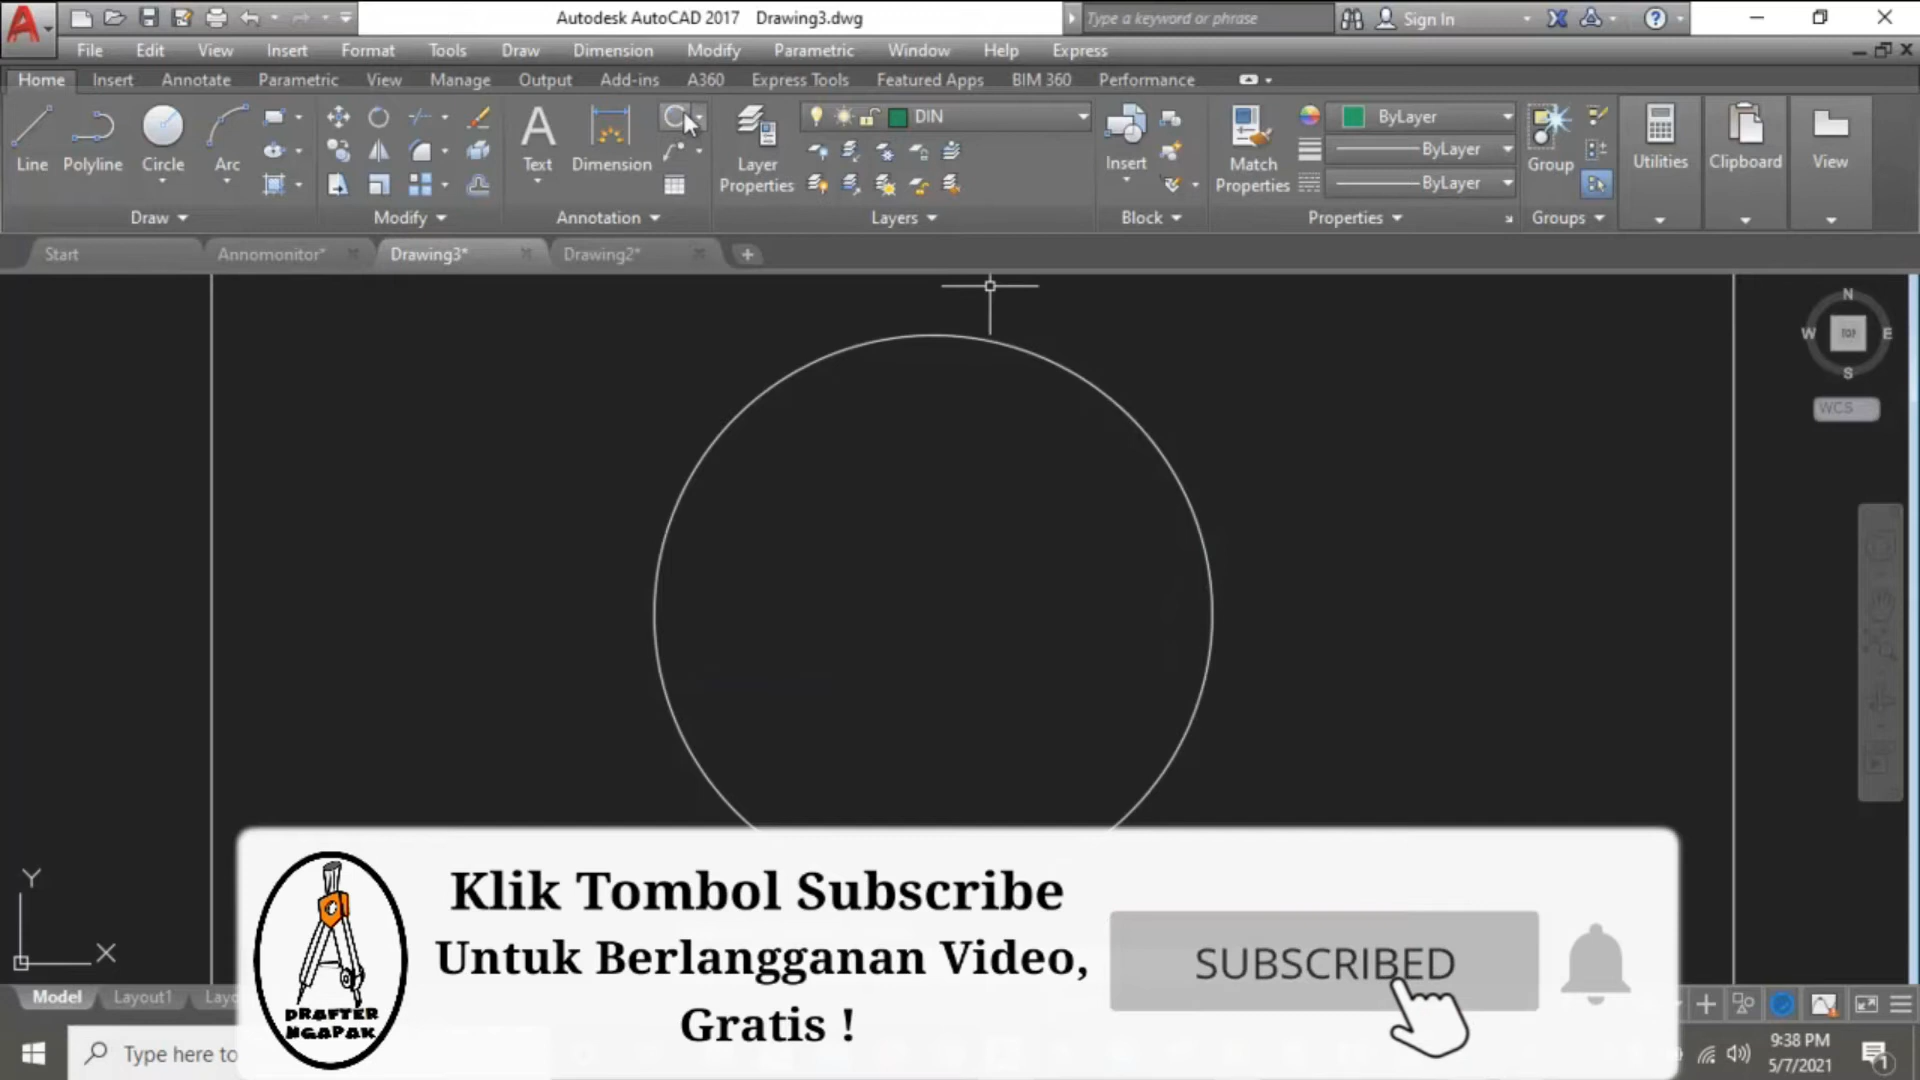 Autodesk AutoCAD 2017 Drawing3.dwg
Type a keyword or phrase
Sign In
File Edit View Insert Format Tools Draw Dimension Modify Parametric Window Help Express
Home Insert Annotate Parametric View Manage Output Add-ins A360 Express Tools Featured Apps BIM 360 Performance
Line Polyline Circle Arc
Text Dimension
Layer Properties
DIN
Insert
Match Properties
ByLayer
ByLayer
ByLayer
Group
Utilities
Clipboard
View
Draw Modify Annotation Layers Block Properties Groups
Start Annomonitor* Drawing3* Drawing2*
N
W TOP E
S
WCS
Y
X
Klik Tombol Subscribe
Untuk Berlangganan Video,
Gratis !
SUBSCRIBED
DRAFTER
NGAPAK
Model Layout1
Type here to
9:38 PM
5/7/2021
1